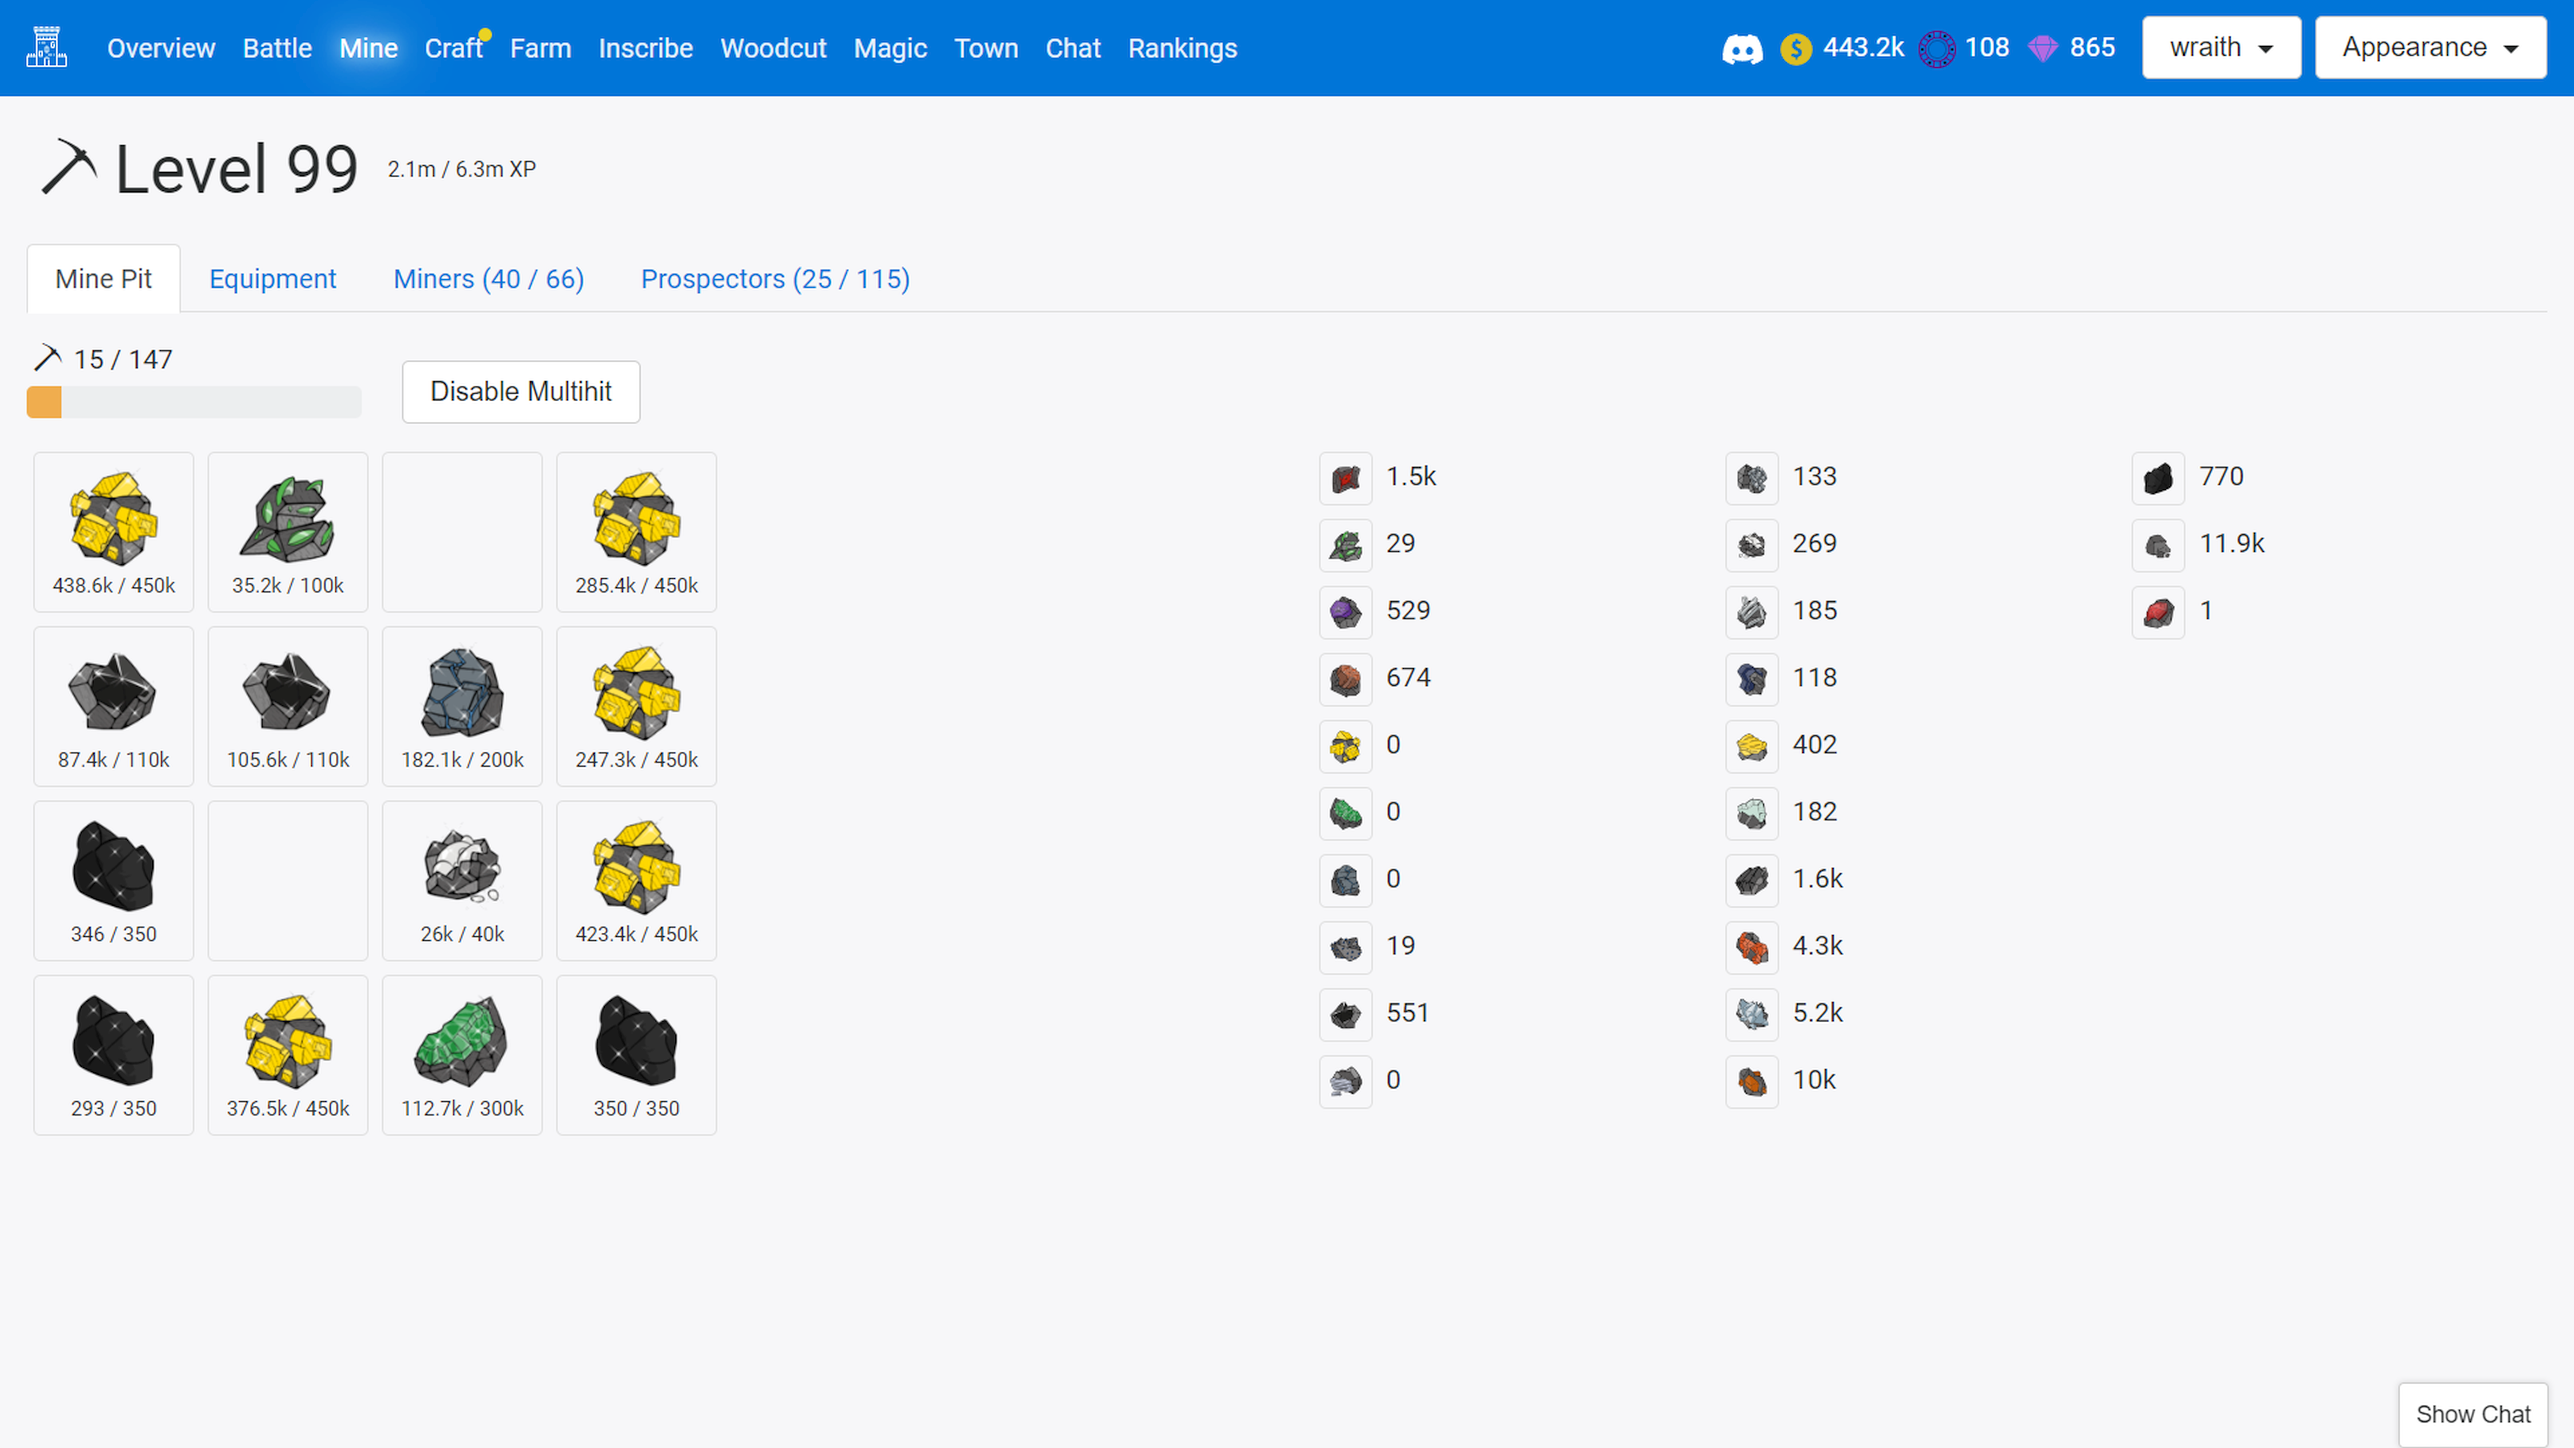 Overview Battle Mine Craft Farm Inscribe Woodcut Magic Town Chat Rankings 443.2k 108 865 wraith Appearance
Level 99 2.1m / 6.3m XP
Mine Pit Equipment Miners (40 / 66) Prospectors (25 / 115)
15 / 147
Disable Multihit
438.6k / 450k 35.2k / 100k 285.4k / 450k
87.4k / 110k 105.6k / 110k 182.1k / 200k 247.3k / 450k
346 / 350 26k / 40k 423.4k / 450k
293 / 350 376.5k / 450k 112.7k / 300k 350 / 350
1.5k 133 770
29 269 11.9k
529 185 1
674 118
0 402
0 182
0 1.6k
19 4.3k
551 5.2k
0 10k
Show Chat